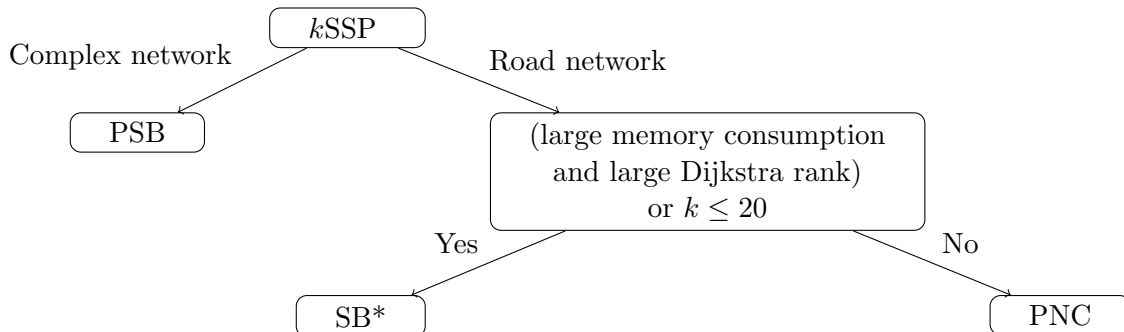 kSSP
Complex network
Road network
PSB
(large memory consumption
and large Dijkstra rank)
or k ≤ 20
Yes
No
SB*
PNC